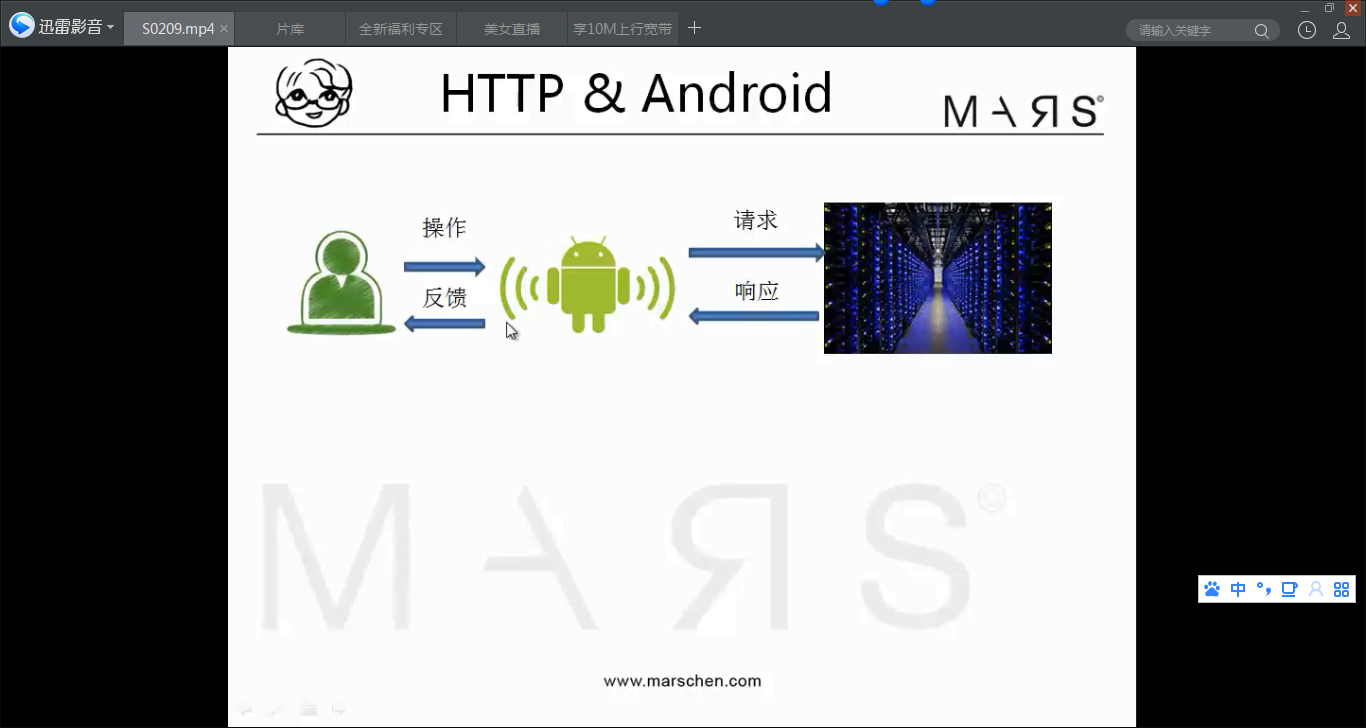 迅雷影音
S0209.mp4
片库
全新福利专区
美女直播
享10M上行宽带
请输入关键字
HTTP & Android
MARS©
操作
请求
反馈
响应
MARS©
www.marschen.com
中